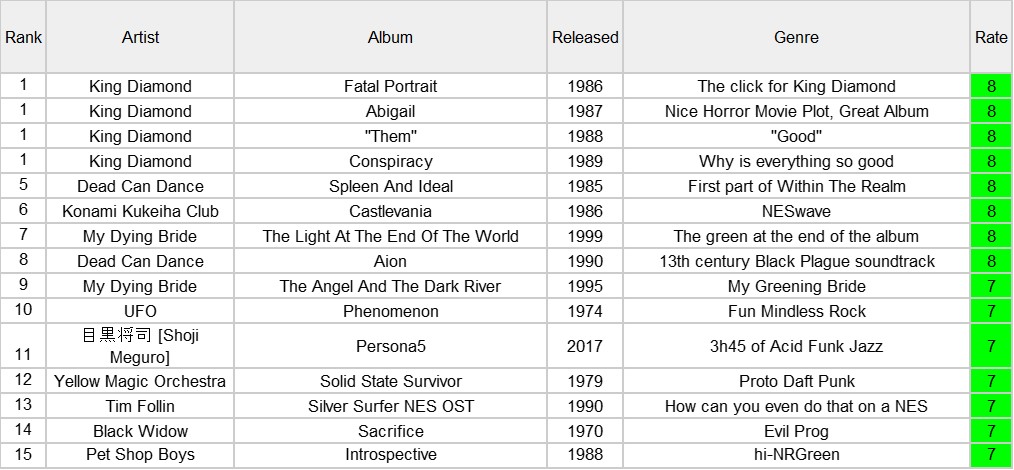 Rank Artist Album Released Genre Rate
1 King Diamond Fatal Portrait 1986 The click for King Diamond 8
1 King Diamond Abigail 1987 Nice Horror Movie Plot, Great Album 8
1 King Diamond "Them" 1988 "Good" 8
1 King Diamond Conspiracy 1989 Why is everything so good 8
5 Dead Can Dance Spleen And Ideal 1985 First part of Within The Realm 8
6 Konami Kukeiha Club Castlevania 1986 NESwave 8
7 My Dying Bride The Light At The End Of The World 1999 The green at the end of the album 8
8 Dead Can Dance Aion 1990 13th century Black Plague soundtrack 8
9 My Dying Bride The Angel And The Dark River 1995 My Greening Bride 7
10 UFO Phenomenon 1974 Fun Mindless Rock 7
11 目黒将司 [Shoji
Meguro] Persona5 2017 3h45 of Acid Funk Jazz 7
12 Yellow Magic Orchestra Solid State Survivor 1979 Proto Daft Punk 7
13 Tim Follin Silver Surfer NES OST 1990 How can you even do that on a NES 7
14 Black Widow Sacrifice 1970 Evil Prog 7
15 Pet Shop Boys Introspective 1988 hi-NRGreen 7